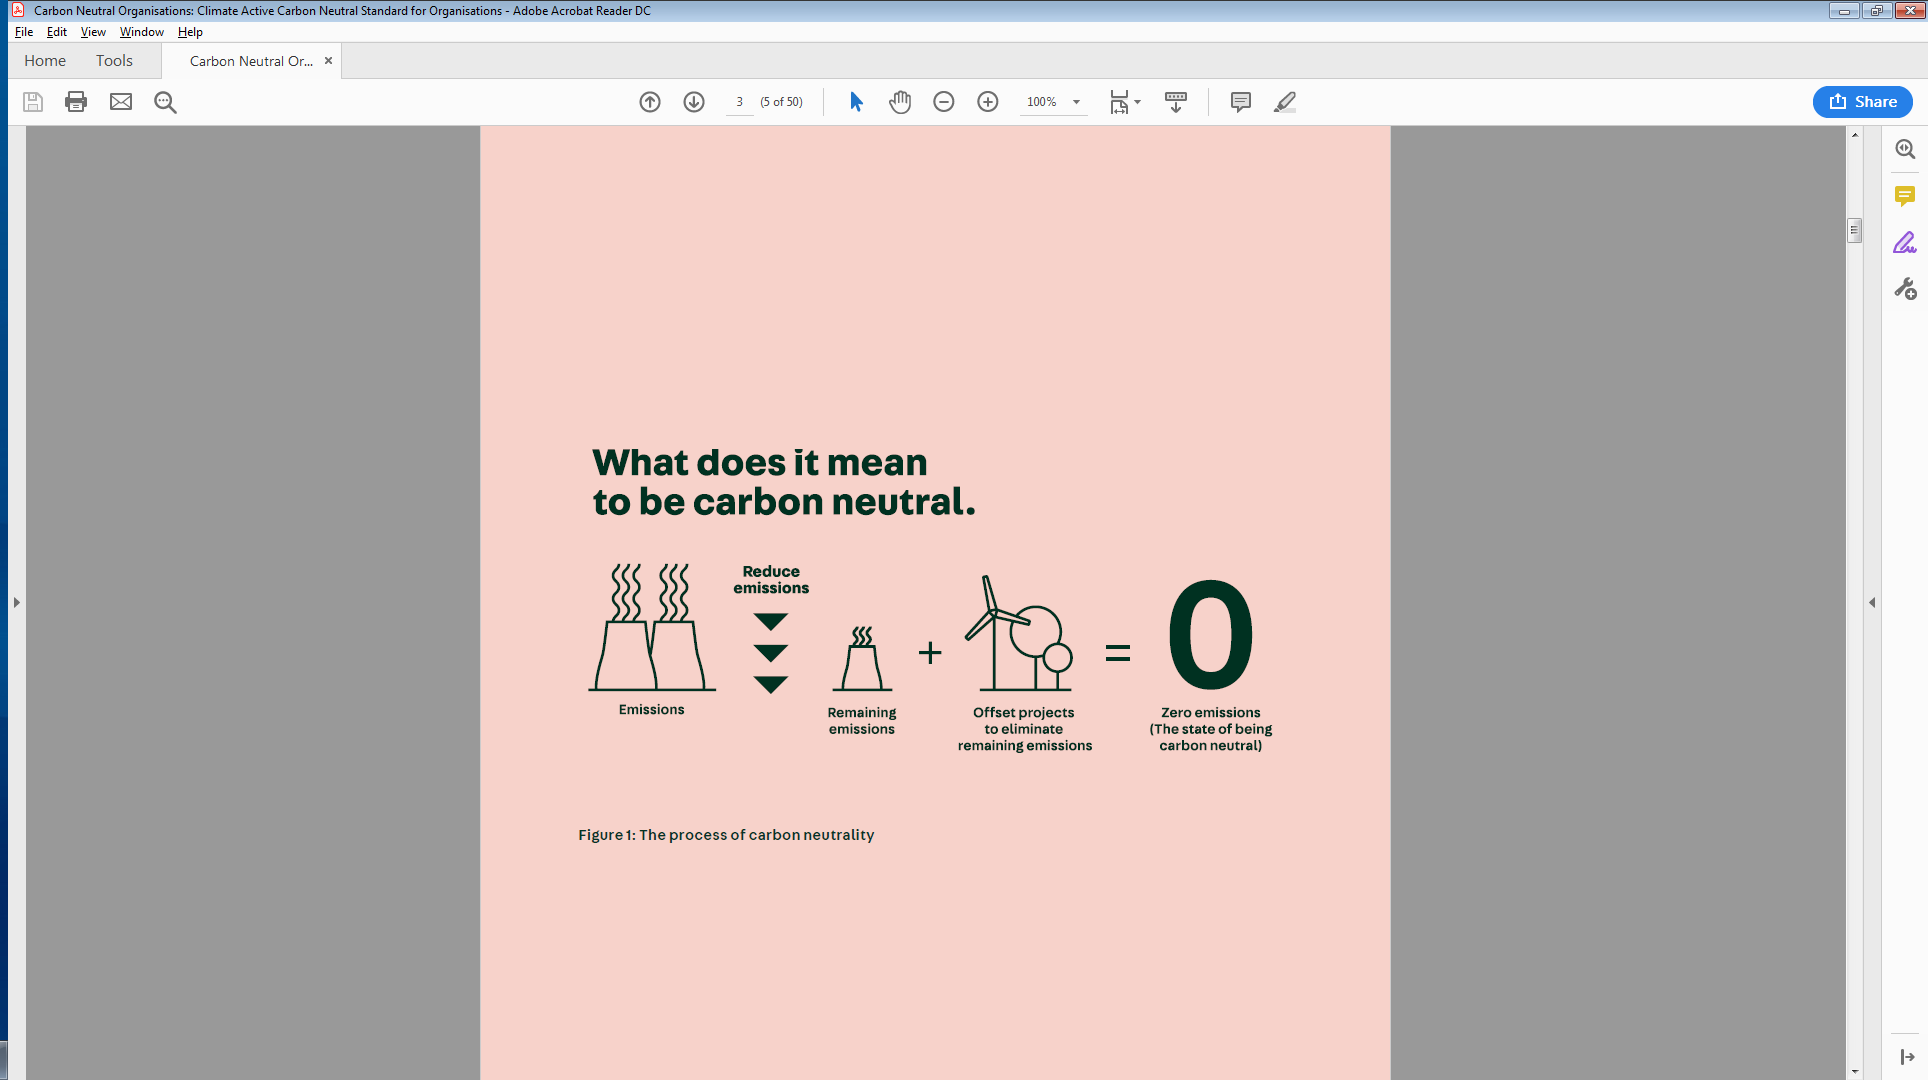 Carbon Neutral Organisations: Climate Active Carbon Neutral Standard for Organisations - Adobe Acrobat Reader DC
File Edit View Window Help
Home Tools Carbon Neutral Or... ×
3 (5 of 50) 100% Share
What does it mean
to be carbon neutral.
Reduce
emissions
+
=
0
Emissions
Remaining
emissions
Offset projects
to eliminate
remaining emissions
Zero emissions
(The state of being
carbon neutral)
Figure 1: The process of carbon neutrality